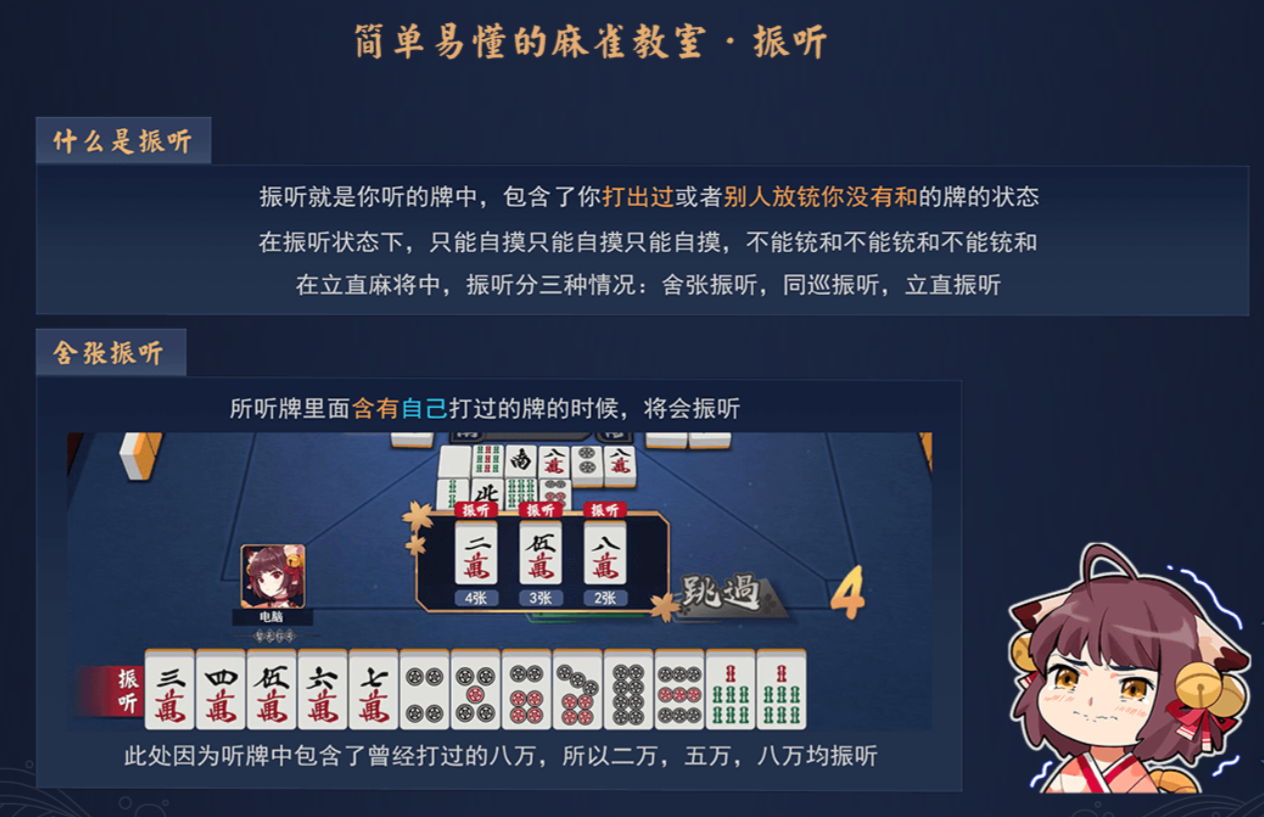 简单易懂的麻雀教室·振听
什么是振听
振听就是你听的牌中，包含了你打出过或者别人放铳你没有和的牌的状态
在振听状态下，只能自摸只能自摸只能自摸，不能铳和不能铳和不能铳和
在立直麻将中，振听分三种情况：舍张振听，同巡振听，立直振听
舍张振听
所听牌里面含有自己打过的牌的时候，将会振听
南 八萬 八萬
北
振听 振听 振听
二萬 伍萬 八萬
4张 3张 2张
跳過
4
电脑
振听
三萬 四萬 伍萬 六萬 七萬
此处因为听牌中包含了曾经打过的八万，所以二万，五万，八万均振听